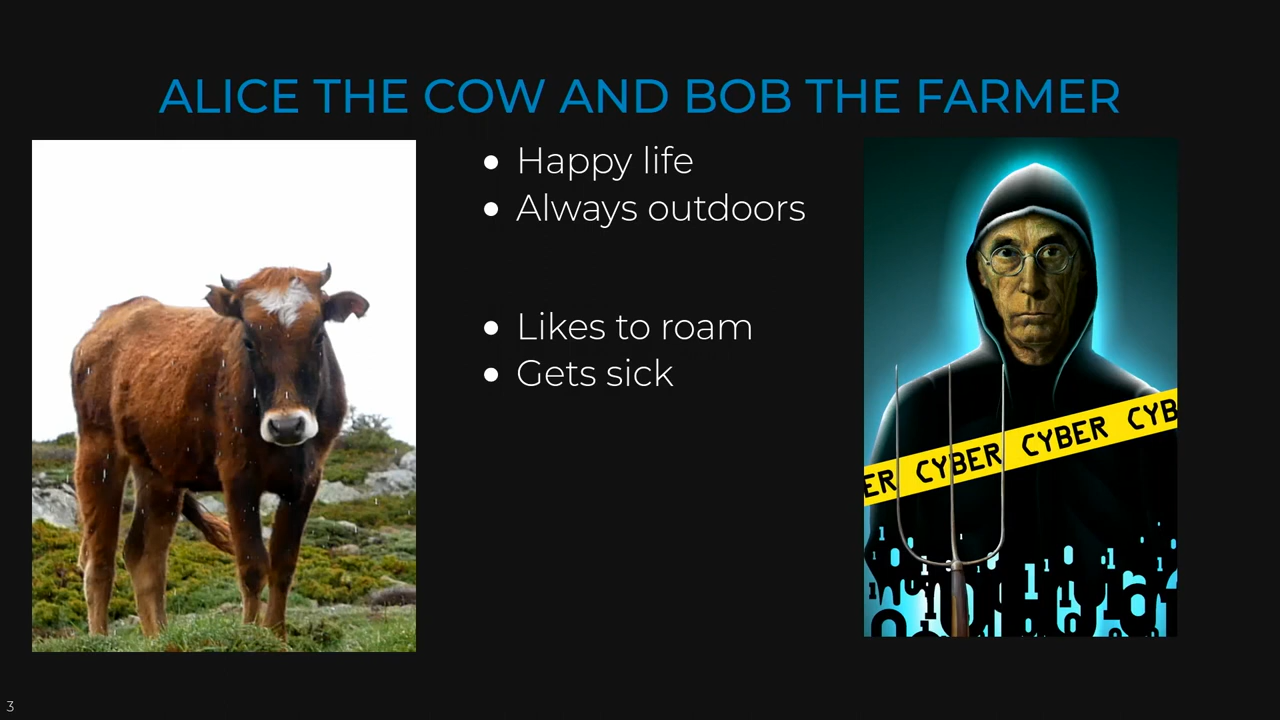 ALICE THE COW AND BOB THE FARMER
• Happy life
• Always outdoors
• Likes to roam
• Gets sick
ER CYBER CYBER CYB
3